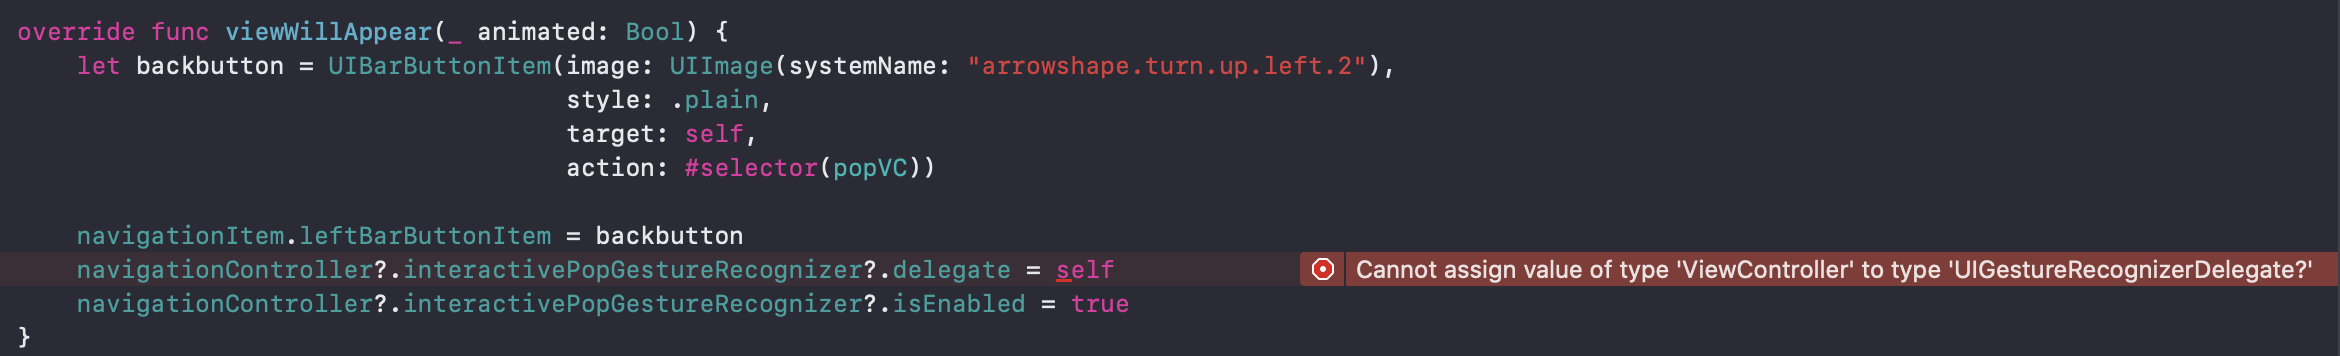 override func viewWillAppear(_ animated: Bool) {
    let backbutton = UIBarButtonItem(image: UIImage(systemName: "arrowshape.turn.up.left.2"),
                                     style: .plain,
                                     target: self,
                                     action: #selector(popVC))
    navigationItem.leftBarButtonItem = backbutton
    navigationController?.interactivePopGestureRecognizer?.delegate = self Cannot assign value of type 'ViewController' to type 'UIGestureRecognizerDelegate?'
    navigationController?.interactivePopGestureRecognizer?.isEnabled = true
}